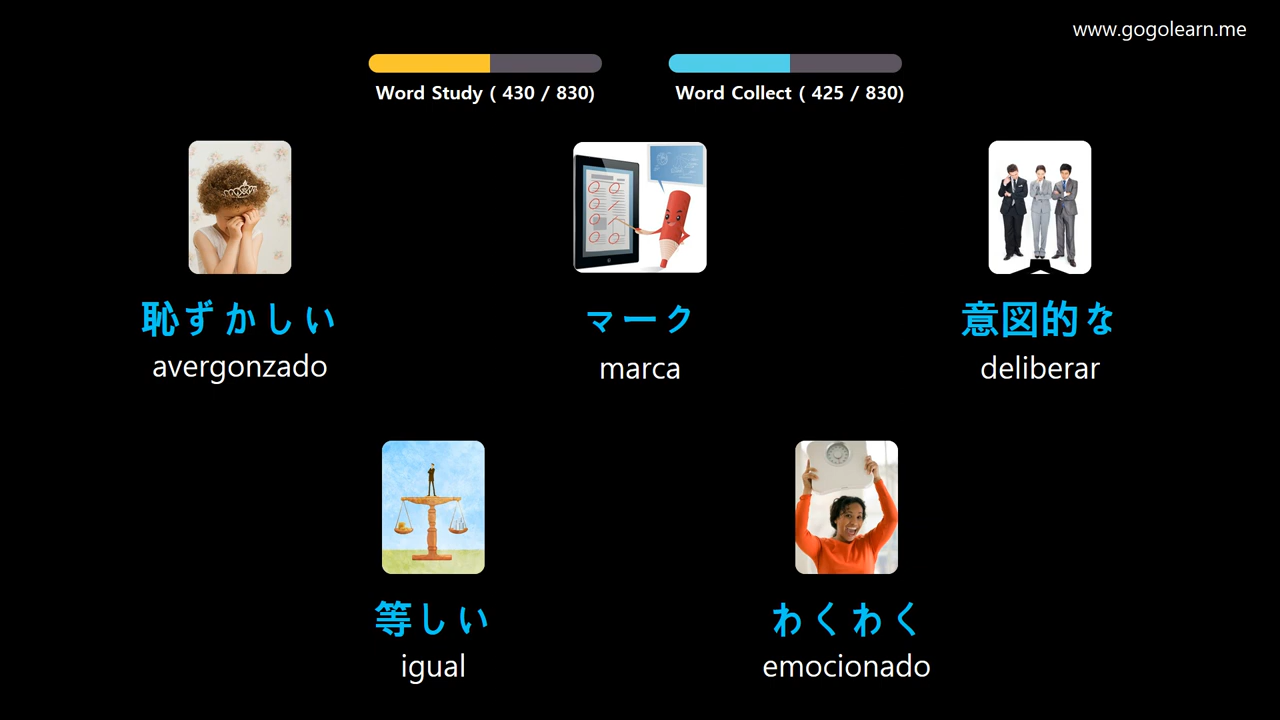 www.gogolearn.me
Word Study ( 430 / 830)
Word Collect ( 425 / 830)
恥ずかしい
avergonzado
マーク
marca
意図的な
deliberar
等しい
igual
わくわく
emocionado